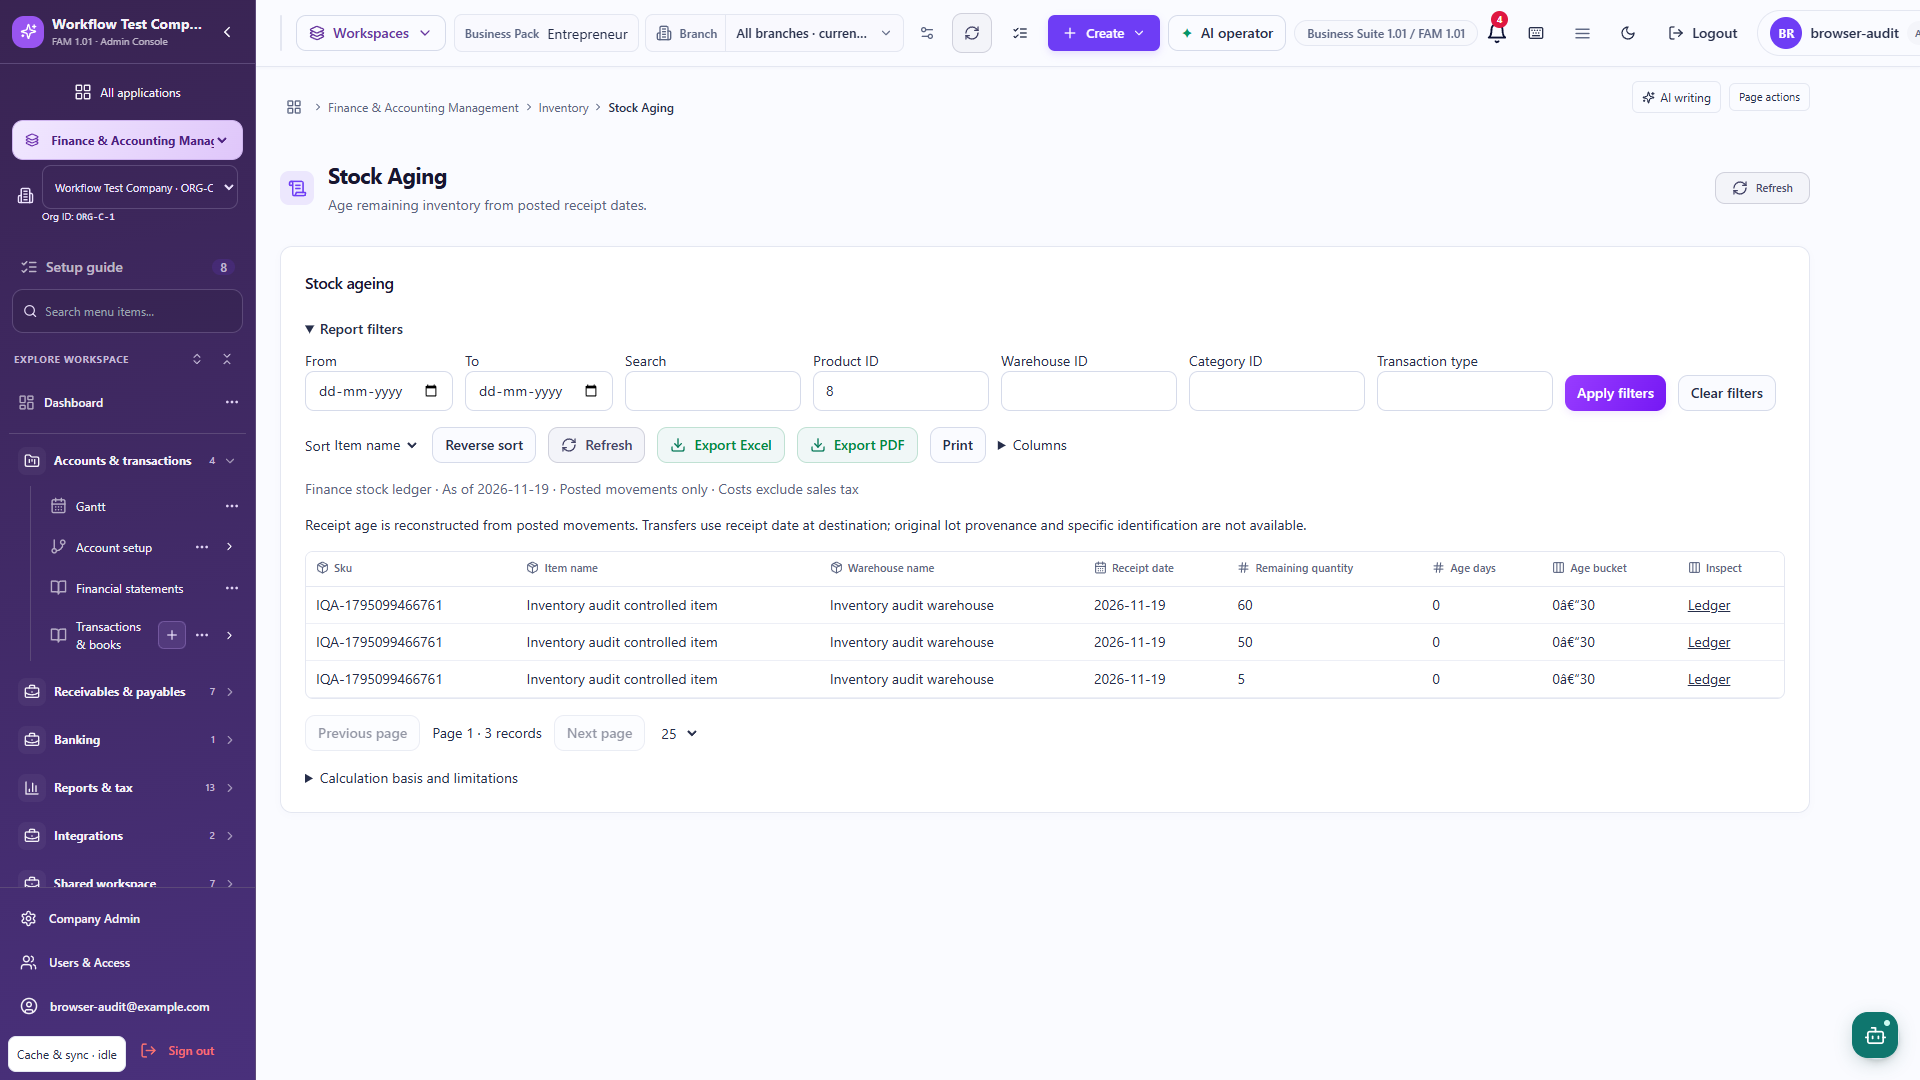 Workflow Test Comp...
FAM 1.01 · Admin Console
All applications
Finance & Accounting Manag
Workflow Test Company · ORG-C
Org ID: ORG-C-1
Setup guide 8
Search menu items...
EXPLORE WORKSPACE
Dashboard
Accounts & transactions 4
Gantt
Account setup
Financial statements
Transactions
& books
Receivables & payables 7
Banking 1
Reports & tax 13
Integrations 2
Shared workspace 7
Company Admin
Users & Access
browser-audit@example.com
Cache & sync · idle
Sign out
Workspaces
Business Pack Entrepreneur
Branch All branches · curren...
Create
AI operator
Business Suite 1.01 / FAM 1.01
4
Logout
BR browser-audit
Finance & Accounting Management > Inventory > Stock Aging
AI writing
Page actions
Stock Aging
Age remaining inventory from posted receipt dates.
Refresh
Stock ageing
Report filters
From To Search Product ID Warehouse ID Category ID Transaction type
dd-mm-yyyy dd-mm-yyyy 8 Apply filters Clear filters
Sort Item name Reverse sort Refresh Export Excel Export PDF Print Columns
Finance stock ledger · As of 2026-11-19 · Posted movements only · Costs exclude sales tax
Receipt age is reconstructed from posted movements. Transfers use receipt date at destination; original lot provenance and specific identification are not available.
Sku Item name Warehouse name Receipt date Remaining quantity Age days Age bucket Inspect
IQA-1795099466761 Inventory audit controlled item Inventory audit warehouse 2026-11-19 60 0 0â€“30 Ledger
IQA-1795099466761 Inventory audit controlled item Inventory audit warehouse 2026-11-19 50 0 0â€“30 Ledger
IQA-1795099466761 Inventory audit controlled item Inventory audit warehouse 2026-11-19 5 0 0â€“30 Ledger
Previous page Page 1 · 3 records Next page 25
Calculation basis and limitations